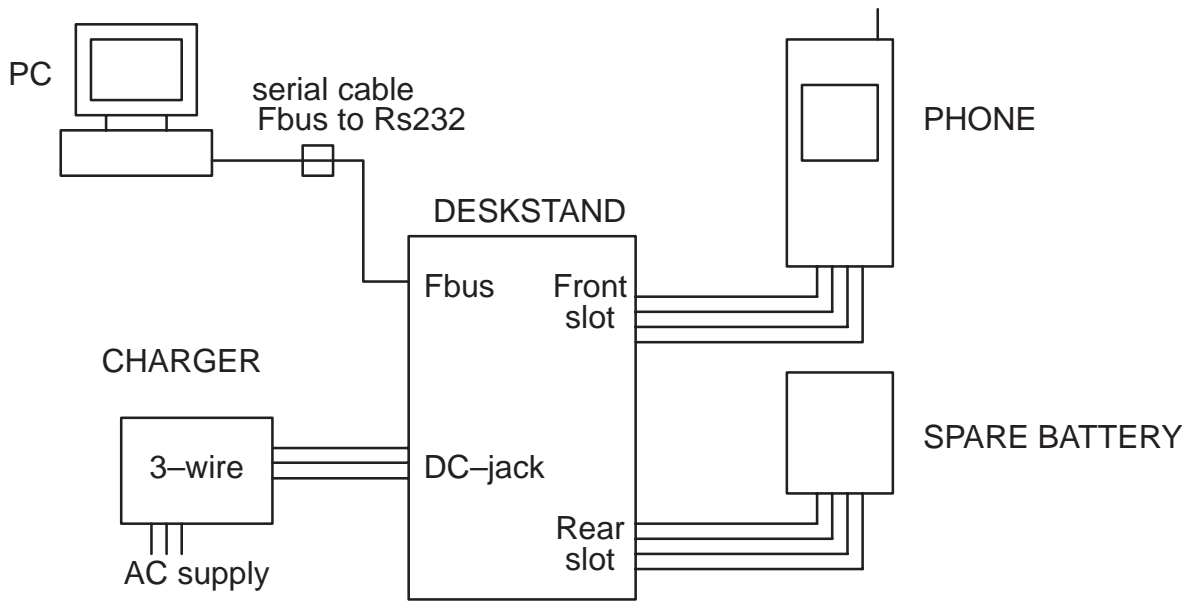 PC
serial cable
Fbus to Rs232
PHONE
DESKSTAND
Fbus
Front
slot
CHARGER
3–wire
DC–jack
SPARE BATTERY
Rear
slot
AC supply